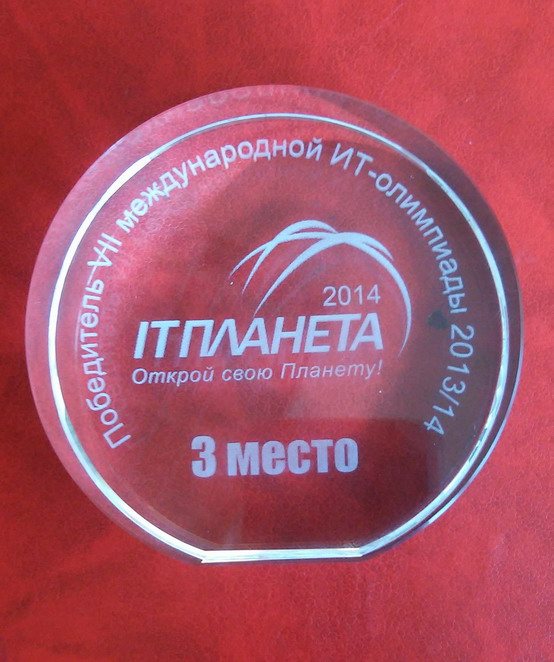 Победитель VII международной ИТ-олимпиады 2013/14
2014
ITПЛАНЕТА
Открой свою Планету!
3 место